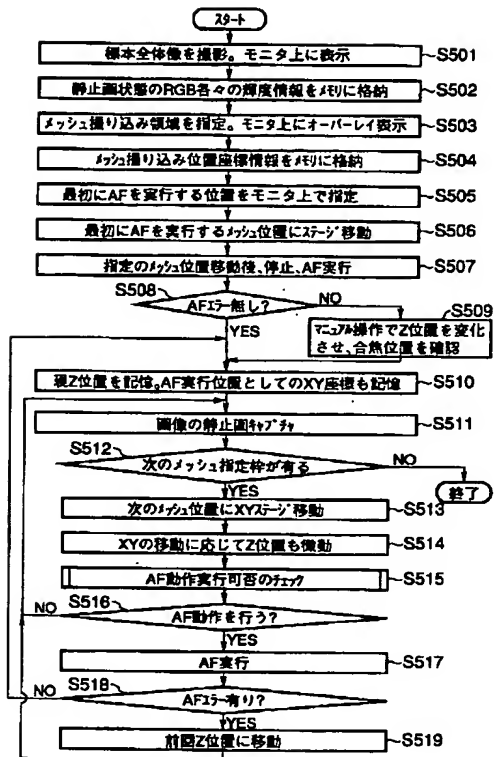 スタート
標本全体像を撮影。モニタ上に表示
S501
静止画状態のRGB各々の輝度情報をメモリに格納
S502
メッシュ撮り込み領域を指定。モニタ上にオーバーレイ表示
S503
メッシュ撮り込み位置座標情報をメモリに格納
S504
最初にAFを実行する位置をモニタ上で指定
S505
最初にAFを実行するメッシュ位置にステージ移動
S506
指定のメッシュ位置移動後、停止、AF実行
S507
S508
AFエラー無し?
NO
YES
S509
マニュアル操作でZ位置を変化
させ、合焦位置を確認
現Z位置を記憶。AF実行位置としてのXY座標も記憶
S510
画像の静止画キャプチャ
S511
S512
次のメッシュ指定枠が有る
NO
終了
YES
次のメッシュ位置にXYステージ移動
S513
XYの移動に応じてZ位置も微動
S514
AF動作実行可否のチェック
S515
S516
NO
AF動作を行う?
YES
AF実行
S517
S518
NO
AFエラー有り?
YES
前回Z位置に移動
S519